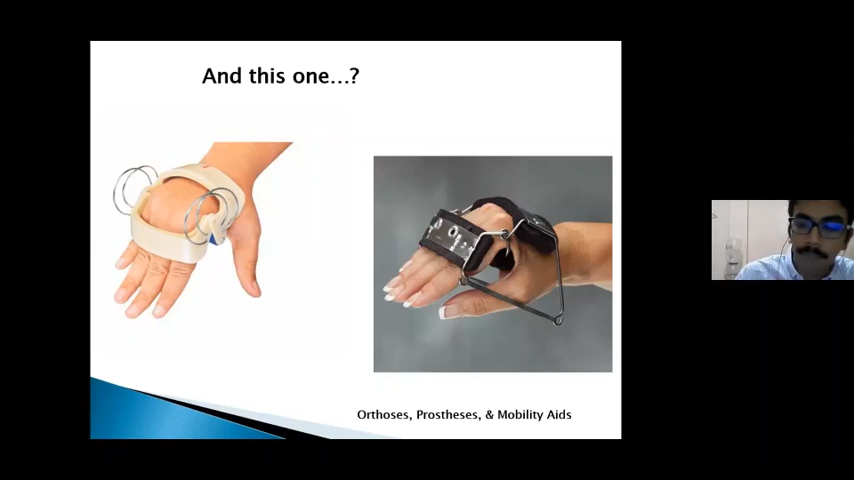 And this one...?
Orthoses, Prostheses, & Mobility Aids